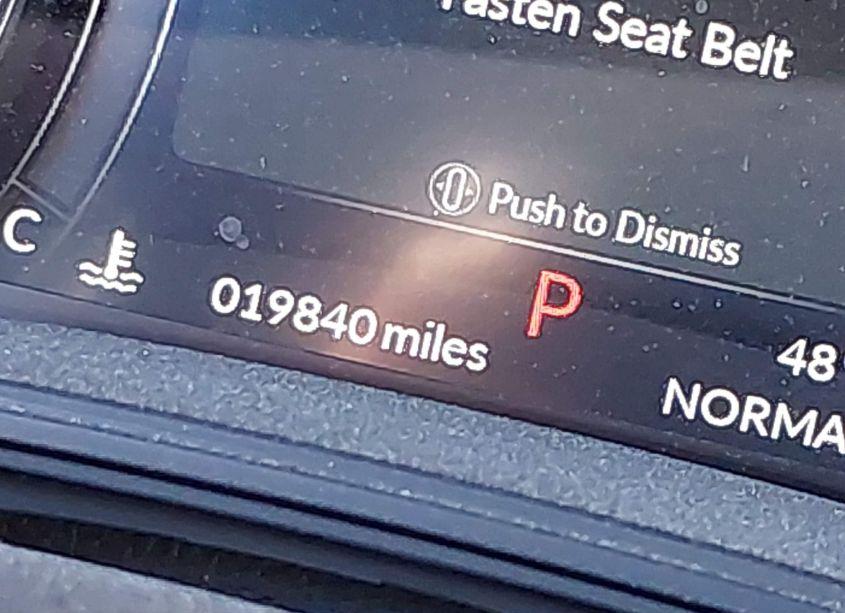 Fasten Seat Belt
Push to Dismiss
C
019840 miles
P
48
NORMA